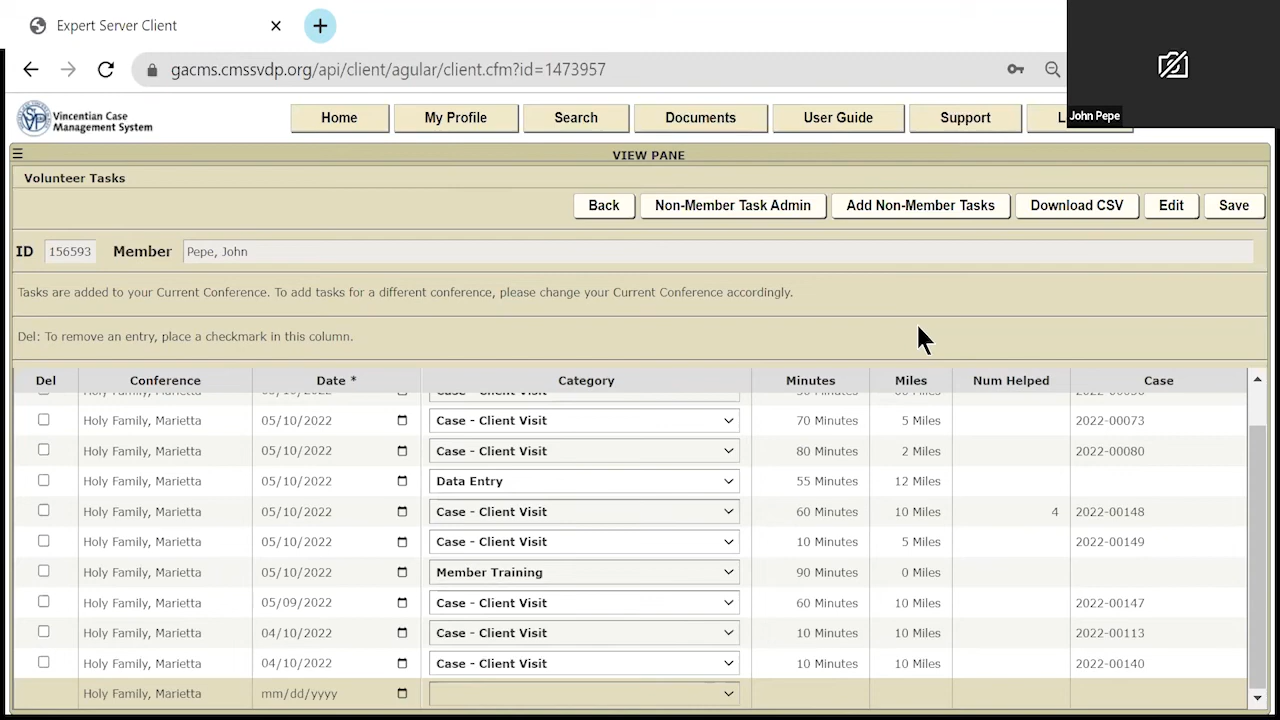 Expert Server Client
gacms.cmssvdp.org/api/client/agular/client.cfm?id=1473957
John Pepe
SVP
Vincentian Case
Management System
Home My Profile Search Documents User Guide Support L
VIEW PANE
Volunteer Tasks
Back Non-Member Task Admin Add Non-Member Tasks Download CSV Edit Save
ID 156593 Member Pepe, John
Tasks are added to your Current Conference. To add tasks for a different conference, please change your Current Conference accordingly.
Del: To remove an entry, place a checkmark in this column.
Del Conference Date * Category Minutes Miles Num Helped Case
Holy Family, Marietta Case - Client Visit
Holy Family, Marietta 05/10/2022 Case - Client Visit 70 Minutes 5 Miles 2022-00073
Holy Family, Marietta 05/10/2022 Case - Client Visit 80 Minutes 2 Miles 2022-00080
Holy Family, Marietta 05/10/2022 Data Entry 55 Minutes 12 Miles
Holy Family, Marietta 05/10/2022 Case - Client Visit 60 Minutes 10 Miles 4 2022-00148
Holy Family, Marietta 05/10/2022 Case - Client Visit 10 Minutes 5 Miles 2022-00149
Holy Family, Marietta 05/10/2022 Member Training 90 Minutes 0 Miles
Holy Family, Marietta 05/09/2022 Case - Client Visit 60 Minutes 10 Miles 2022-00147
Holy Family, Marietta 04/10/2022 Case - Client Visit 10 Minutes 10 Miles 2022-00113
Holy Family, Marietta 04/10/2022 Case - Client Visit 10 Minutes 10 Miles 2022-00140
Holy Family, Marietta mm/dd/yyyy